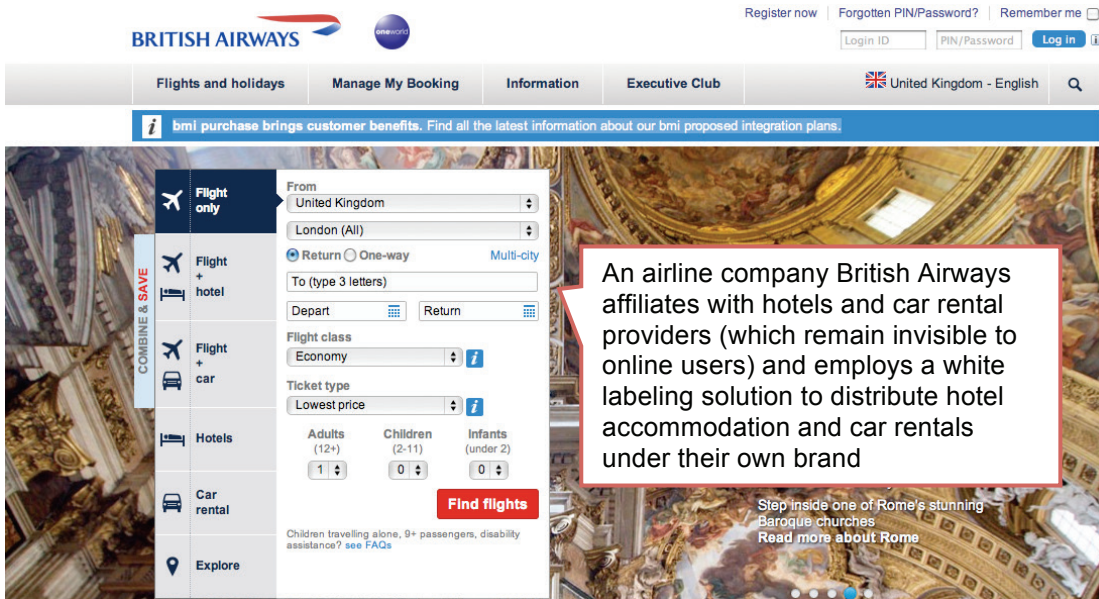 Register now Forgotten PIN/Password? Remember me
BRITISH AIRWAYS
oneworld
Login ID PIN/Password Log in i
Flights and holidays Manage My Booking Information Executive Club United Kingdom - English
i bmi purchase brings customer benefits. Find all the latest information about our bmi proposed integration plans.
COMBINE & SAVE
Flight
only
Flight
+
hotel
Flight
+
car
Hotels
Car
rental
Explore
From
United Kingdom
London (All)
Return One-way Multi-city
To (type 3 letters)
Depart Return
Flight class
Economy i
Ticket type
Lowest price i
Adults Children Infants
(12+) (2-11) (under 2)
1 0 0
Find flights
Children travelling alone, 9+ passengers, disability
assistance? see FAQs
An airline company British Airways
affiliates with hotels and car rental
providers (which remain invisible to
online users) and employs a white
labeling solution to distribute hotel
accommodation and car rentals
under their own brand
Step inside one of Rome's stunning
Baroque churches
Read more about Rome